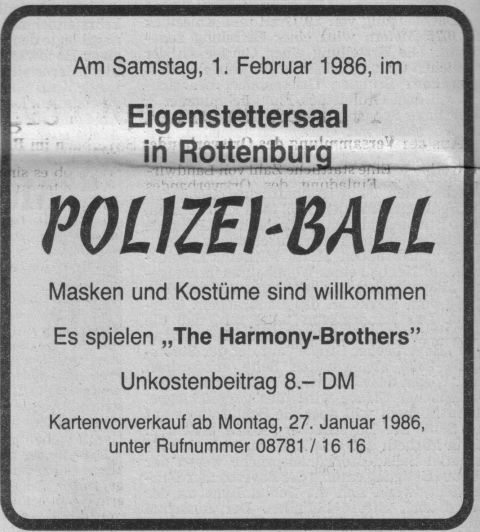 Am Samstag, 1. Februar 1986, im
Eigenstettersaal
in Rottenburg
POLIZEI-BALL
Masken und Kostüme sind willkommen
Es spielen „The Harmony-Brothers”
Unkostenbeitrag 8.– DM
Kartenvorverkauf ab Montag, 27. Januar 1986,
unter Rufnummer 08781 / 16 16